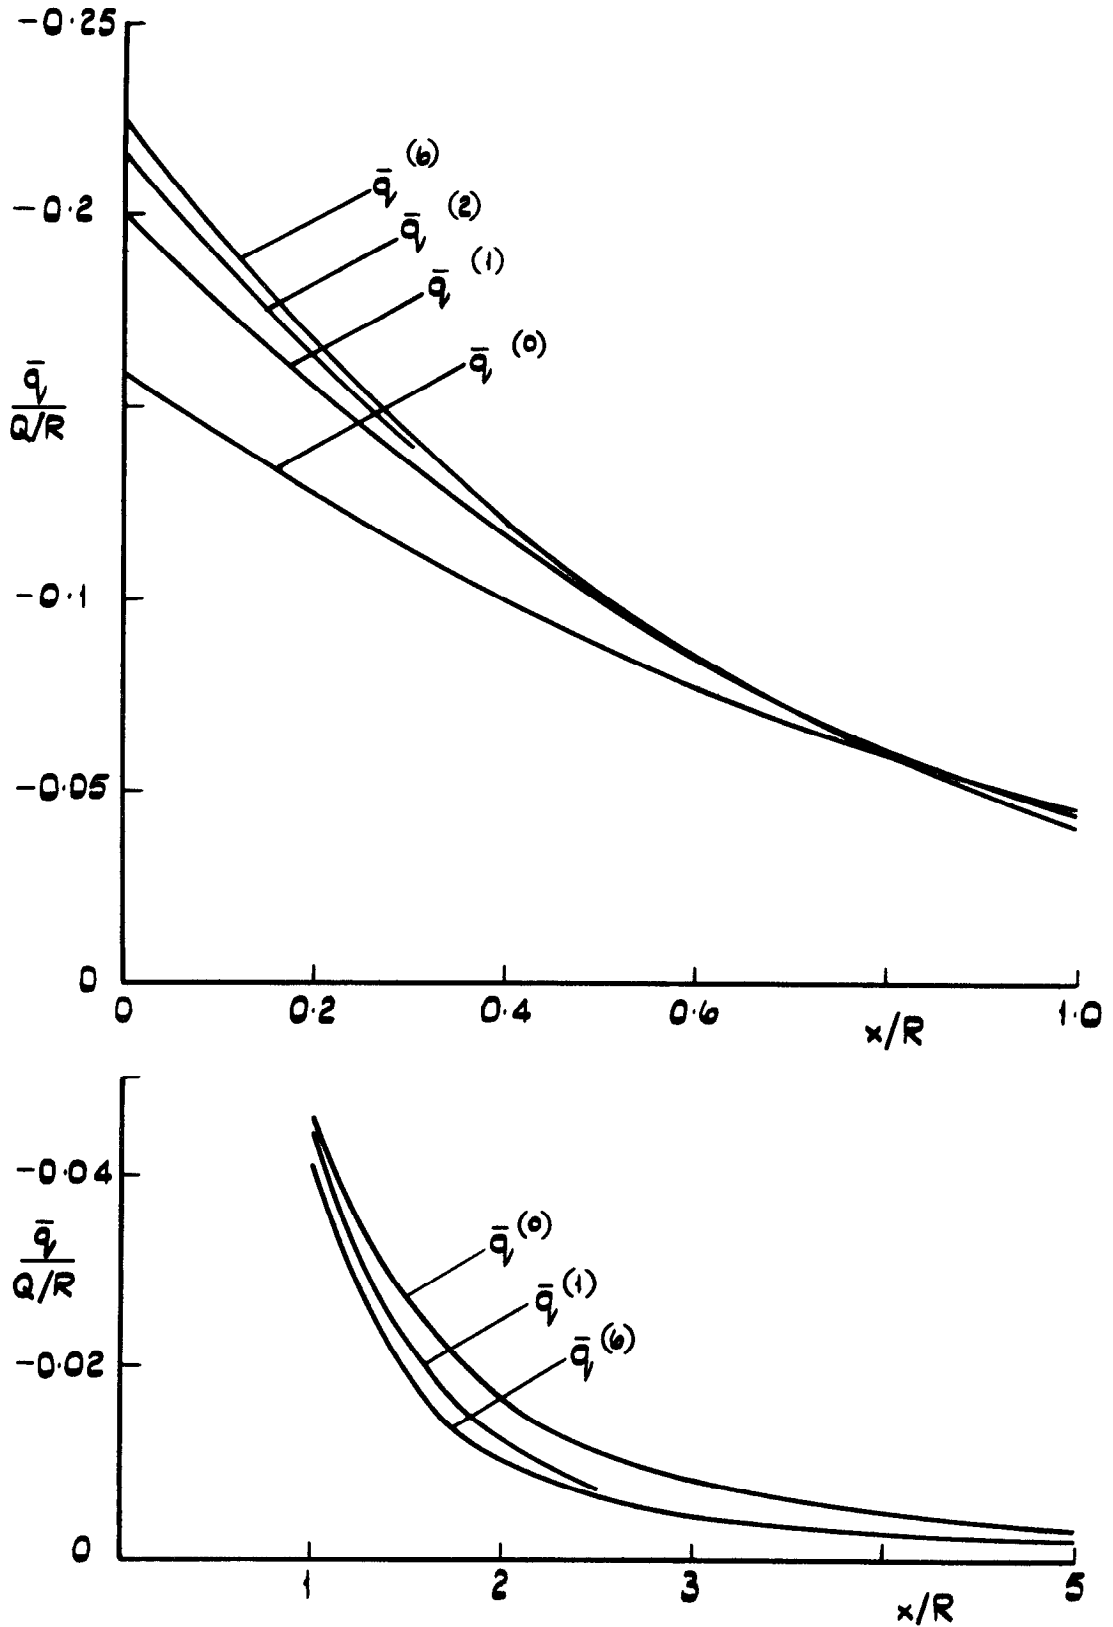 -0.25
q̄ (6)
-0.2
q̄ (2)
q̄ (1)
q̄ (0)
q̄
Q/R
-0.1
-0.05
0
0 0.2 0.4 0.6 x/R 1.0
-0.04
q̄ (0)
q̄
Q/R
q̄ (1)
q̄ (6)
-0.02
0
1 2 3 x/R 5